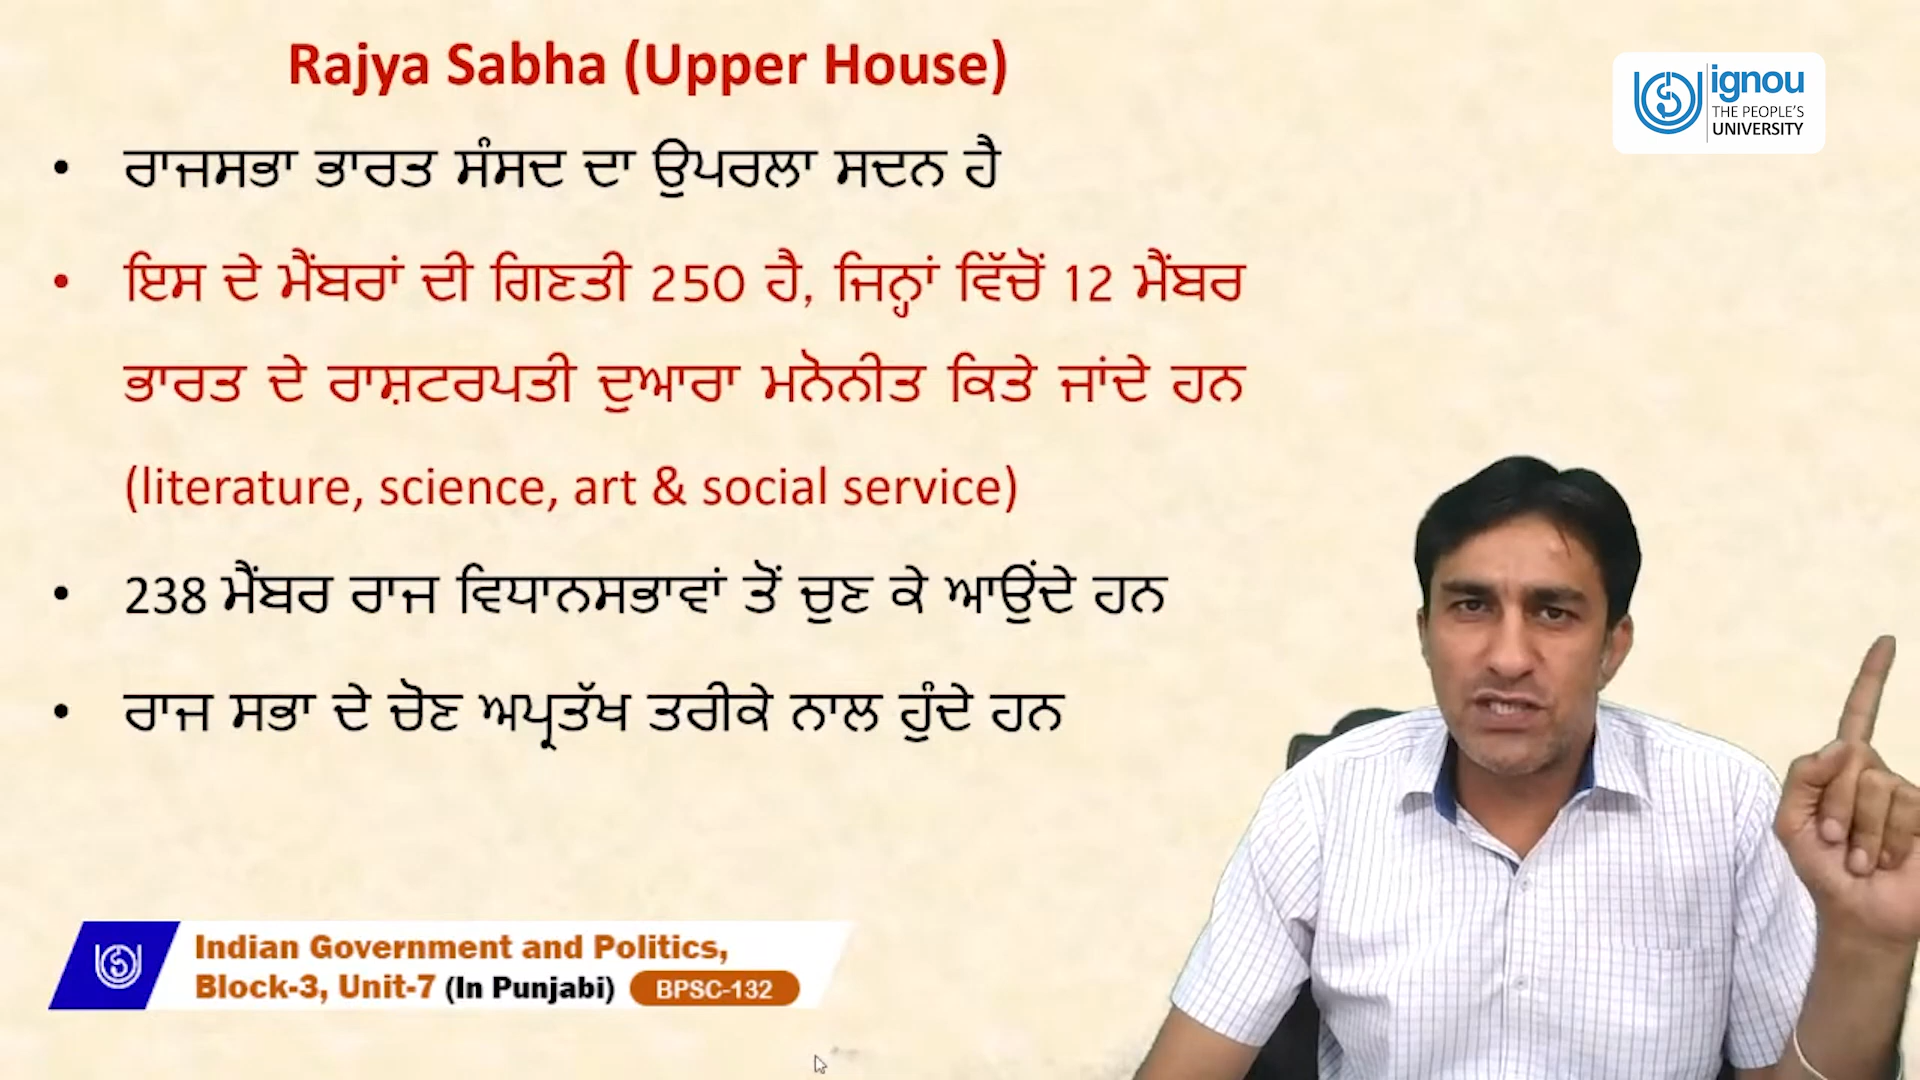 Rajya Sabha (Upper House)
ignou
THE PEOPLE'S
UNIVERSITY
• ਰਾਜਸਭਾ ਭਾਰਤ ਸੰਸਦ ਦਾ ਉਪਰਲਾ ਸਦਨ ਹੈ
• ਇਸ ਦੇ ਮੈਂਬਰਾਂ ਦੀ ਗਿਣਤੀ 250 ਹੈ, ਜਿਨ੍ਹਾਂ ਵਿੱਚੋਂ 12 ਮੈਂਬਰ
ਭਾਰਤ ਦੇ ਰਾਸ਼ਟਰਪਤੀ ਦੁਆਰਾ ਮਨੋਨੀਤ ਕਿਤੇ ਜਾਂਦੇ ਹਨ
(literature, science, art & social service)
• 238 ਮੈਂਬਰ ਰਾਜ ਵਿਧਾਨਸਭਾਵਾਂ ਤੋਂ ਚੁਣ ਕੇ ਆਉਂਦੇ ਹਨ
• ਰਾਜ ਸਭਾ ਦੇ ਚੋਣ ਅਪ੍ਰਤੱਖ ਤਰੀਕੇ ਨਾਲ ਹੁੰਦੇ ਹਨ
Indian Government and Politics,
Block-3, Unit-7 (In Punjabi) BPSC-132